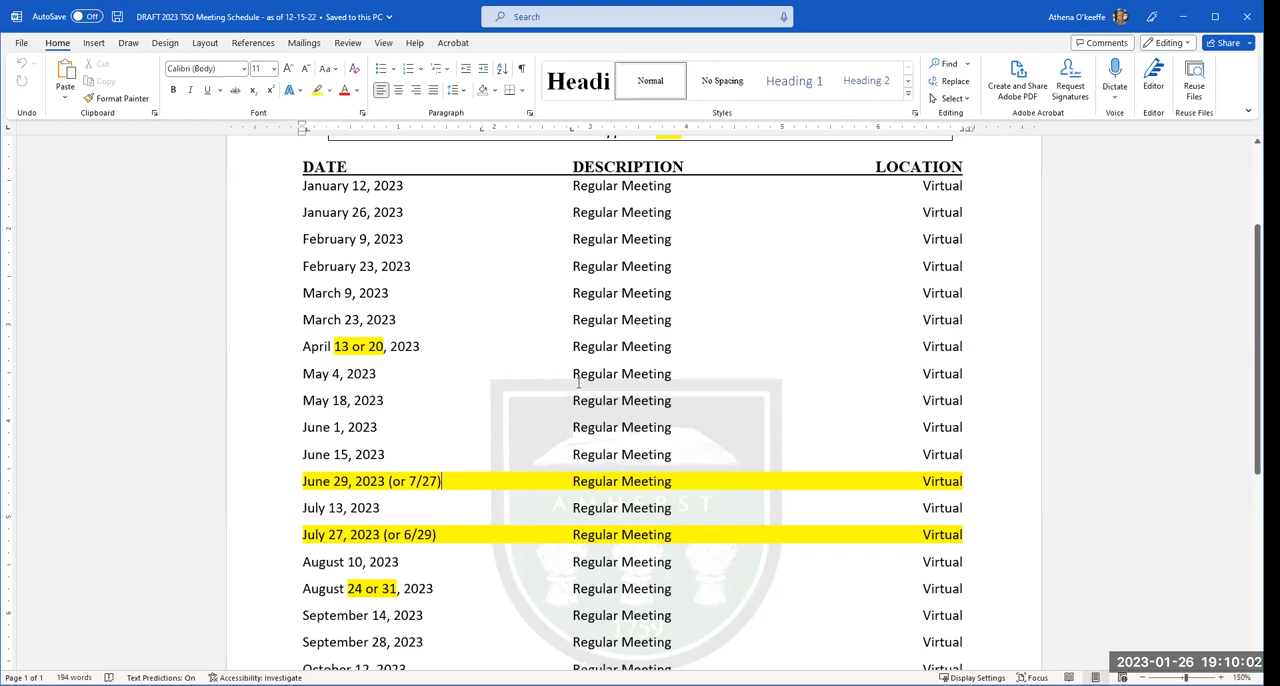 AutoSave Off DRAFT 2023 TSO Meeting Schedule - as of 12-15-22 • Saved to this PC Search Athena O'keeffe
File Home Insert Draw Design Layout References Mailings Review View Help Acrobat Comments Editing Share
Paste Cut Copy Format Painter Calibri (Body) 11 Headi Normal No Spacing Heading 1 Heading 2 Find Replace Select Create and Share Adobe PDF Request Signatures Dictate Editor Reuse Files
Undo Clipboard Font Paragraph Styles Editing Adobe Acrobat Voice Editor Reuse Files
DATE DESCRIPTION LOCATION
January 12, 2023 Regular Meeting Virtual
January 26, 2023 Regular Meeting Virtual
February 9, 2023 Regular Meeting Virtual
February 23, 2023 Regular Meeting Virtual
March 9, 2023 Regular Meeting Virtual
March 23, 2023 Regular Meeting Virtual
April 13 or 20, 2023 Regular Meeting Virtual
May 4, 2023 Regular Meeting Virtual
May 18, 2023 Regular Meeting Virtual
June 1, 2023 Regular Meeting Virtual
June 15, 2023 Regular Meeting Virtual
June 29, 2023 (or 7/27) Regular Meeting Virtual
AMHERST
July 13, 2023 Regular Meeting Virtual
July 27, 2023 (or 6/29) Regular Meeting Virtual
August 10, 2023 Regular Meeting Virtual
August 24 or 31, 2023 Regular Meeting Virtual
September 14, 2023 Regular Meeting Virtual
1759
September 28, 2023 Regular Meeting Virtual
October 12, 2023 Regular Meeting Virtual
2023-01-26 19:10:02
Page 1 of 1 194 words Text Predictions: On Accessibility: Investigate Display Settings Focus 150%